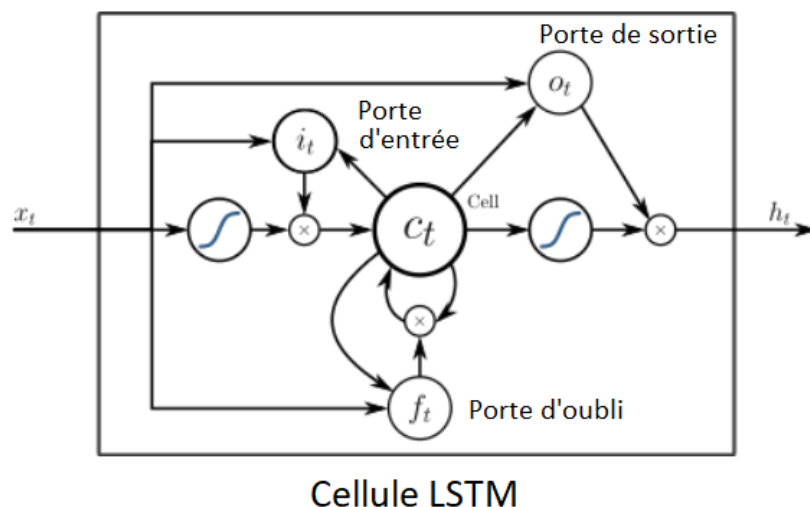 Porte de sortie
o_t
Porte
d'entrée
i_t
x_t
×
c_t
Cell
×
h_t
×
f_t
Porte d'oubli
Cellule LSTM